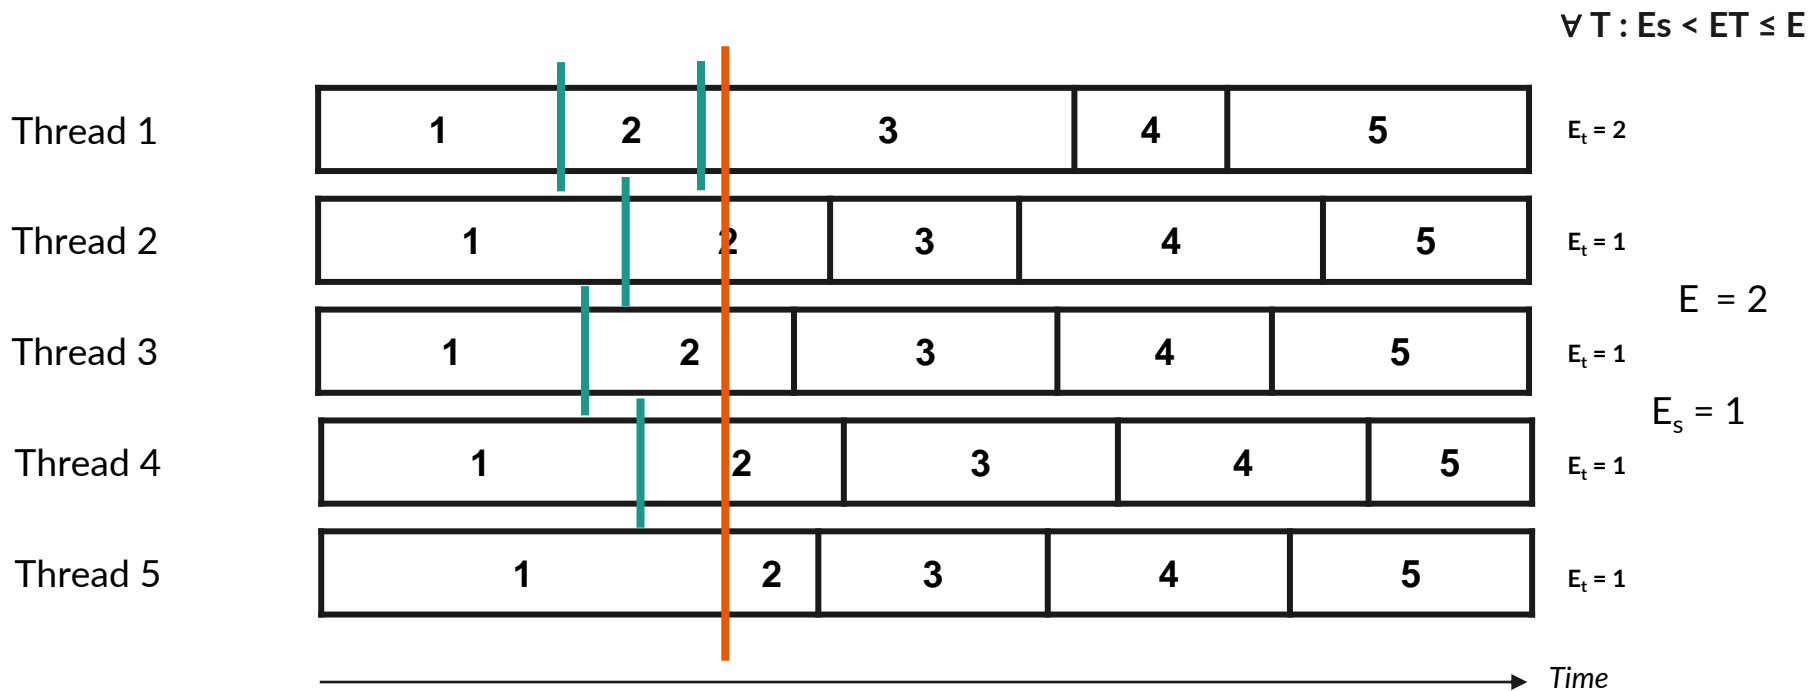 ∀ T : Es < ET ≤ E
Thread 1 1 2 3 4 5 Et = 2
Thread 2 1 2 3 4 5 Et = 1
E = 2
Thread 3 1 2 3 4 5 Et = 1
Es = 1
Thread 4 1 2 3 4 5 Et = 1
Thread 5 1 2 3 4 5 Et = 1
Time